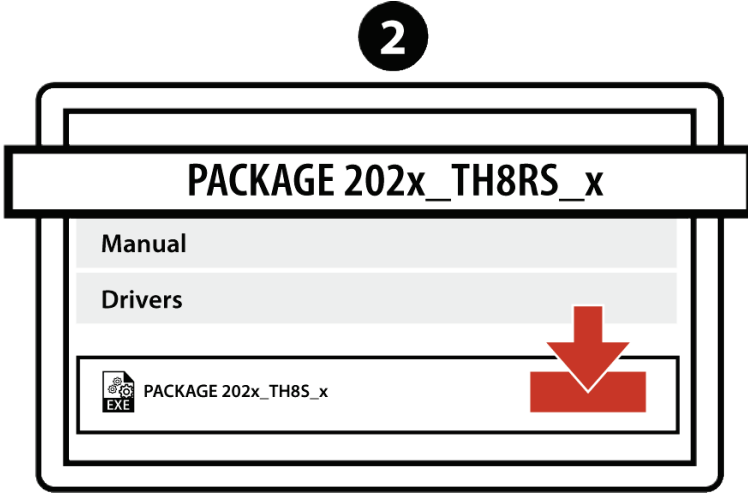 2
PACKAGE 202x_TH8RS_x
Manual
Drivers
EXE PACKAGE 202x_TH8S_x